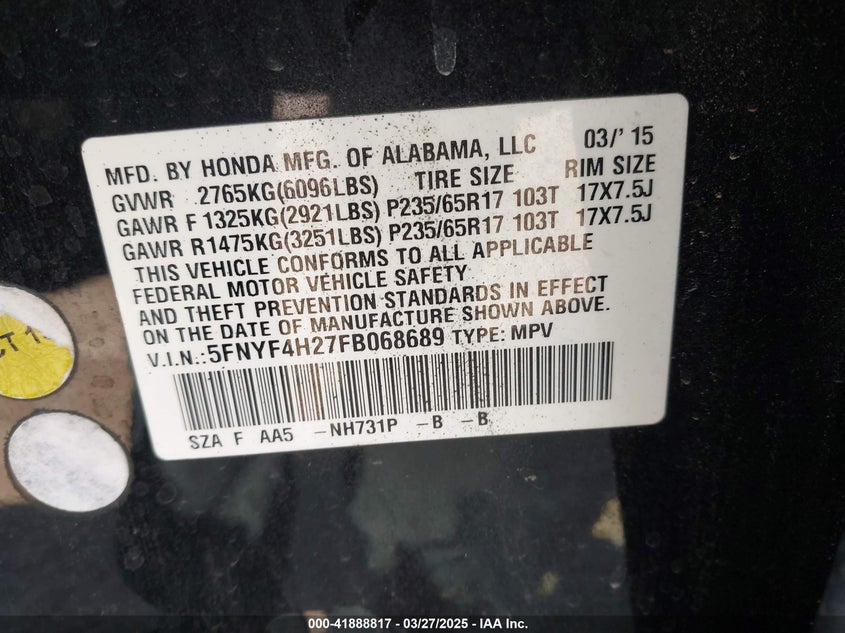 MFD. BY HONDA MFG. OF ALABAMA, LLC 03/' 15
GVWR 2765KG(6096LBS) TIRE SIZE RIM SIZE
GAWR F 1325KG(2921LBS) P235/65R17 103T 17X7.5J
GAWR R1475KG(3251LBS) P235/65R17 103T 17X7.5J
THIS VEHICLE CONFORMS TO ALL APPLICABLE
FEDERAL MOTOR VEHICLE SAFETY
AND THEFT PREVENTION STANDARDS IN EFFECT
ON THE DATE OF MANUFACTURE SHOWN ABOVE.
V.I.N.:5FNYF4H27FB068689 TYPE: MPV
SZA F AA5 -NH731P -B -B
000-41888817 - 03/27/2025 - IAA Inc.